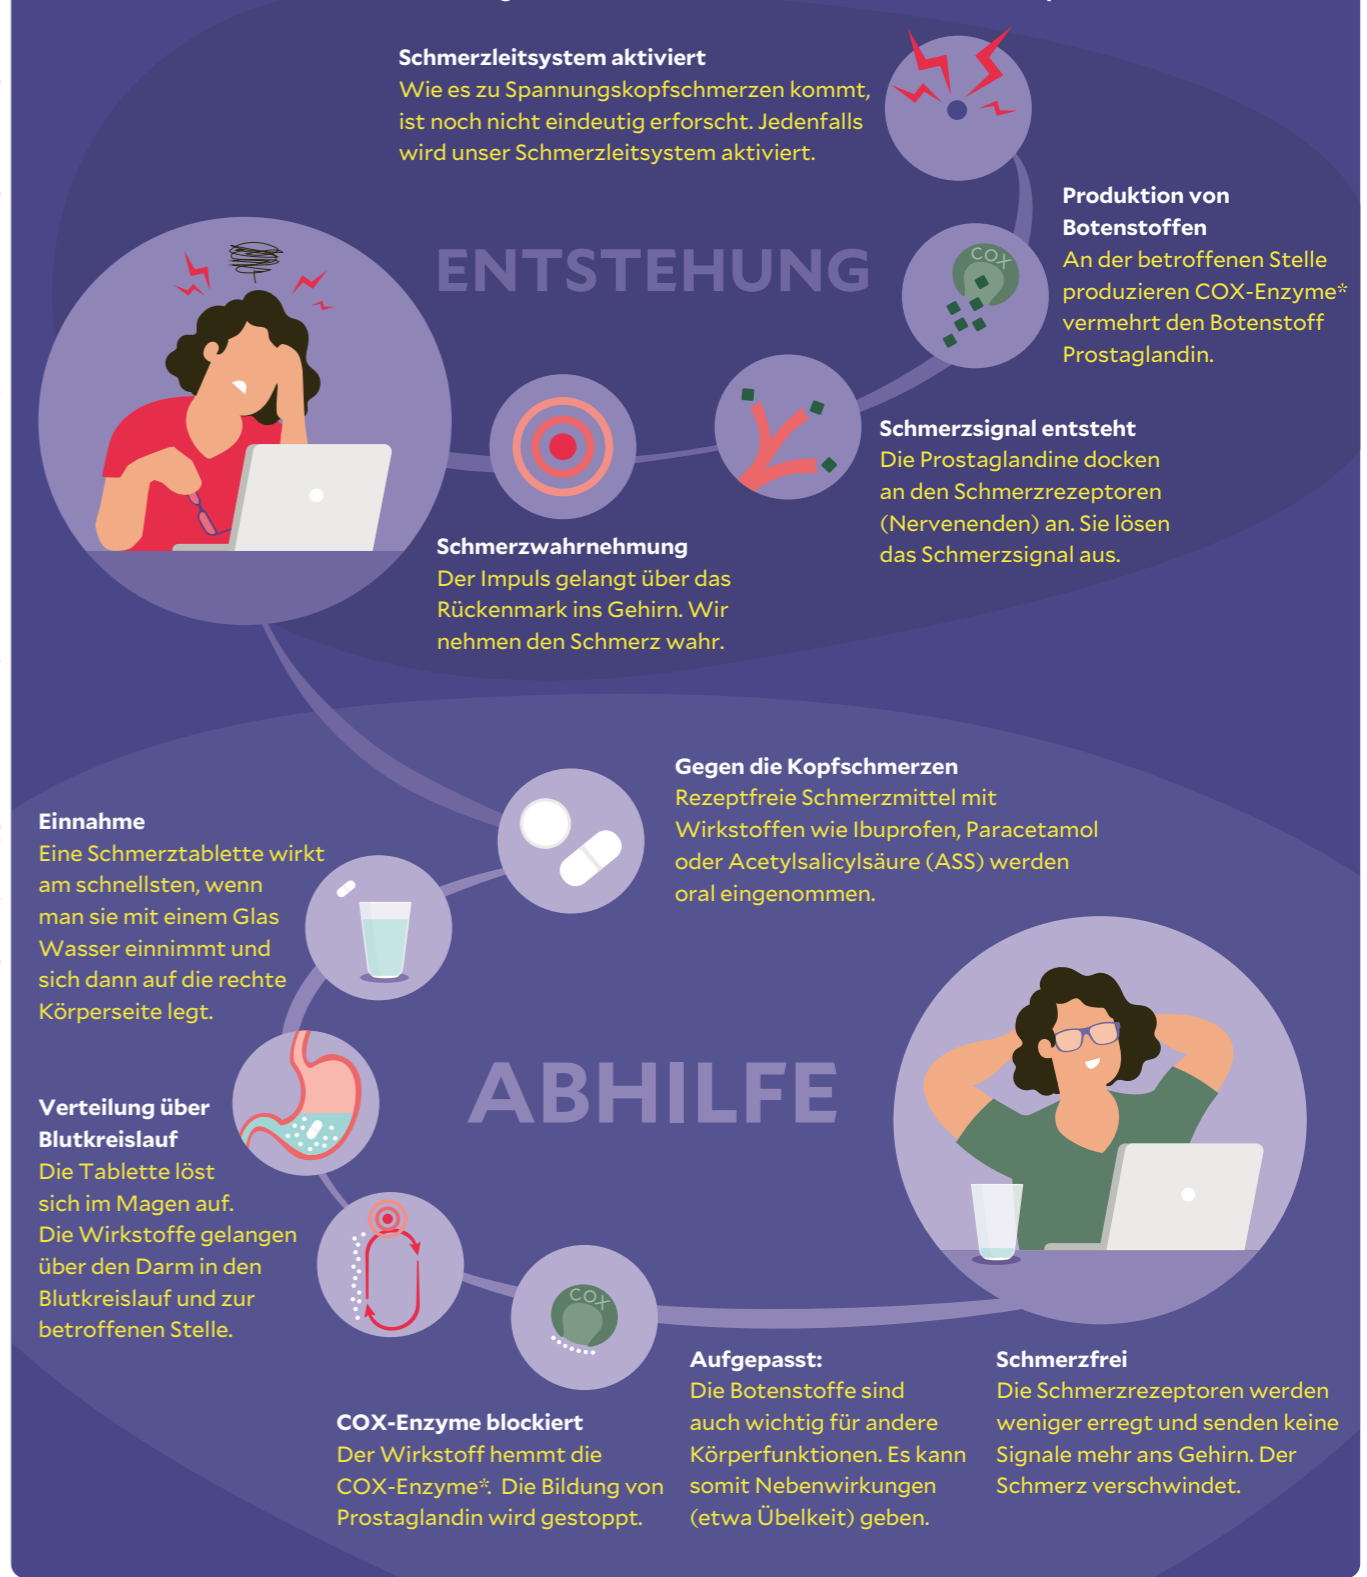 Schmerzleitsystem aktiviert
Wie es zu Spannungskopfschmerzen kommt,
ist noch nicht eindeutig erforscht. Jedenfalls
wird unser Schmerzleitsystem aktiviert.
Produktion von
Botenstoffen
An der betroffenen Stelle
produzieren COX-Enzyme*
vermehrt den Botenstoff
Prostaglandin.
COX
ENTSTEHUNG
Schmerzsignal entsteht
Die Prostaglandine docken
an den Schmerzrezeptoren
(Nervenenden) an. Sie lösen
das Schmerzsignal aus.
Schmerzwahrnehmung
Der Impuls gelangt über das
Rückenmark ins Gehirn. Wir
nehmen den Schmerz wahr.
Gegen die Kopfschmerzen
Rezeptfreie Schmerzmittel mit
Wirkstoffen wie Ibuprofen, Paracetamol
oder Acetylsalicylsäure (ASS) werden
oral eingenommen.
Einnahme
Eine Schmerztablette wirkt
am schnellsten, wenn
man sie mit einem Glas
Wasser einnimmt und
sich dann auf die rechte
Körperseite legt.
ABHILFE
Verteilung über
Blutkreislauf
Die Tablette löst
sich im Magen auf.
Die Wirkstoffe gelangen
über den Darm in den
Blutkreislauf und zur
betroffenen Stelle.
COX
COX-Enzyme blockiert
Der Wirkstoff hemmt die
COX-Enzyme*. Die Bildung von
Prostaglandin wird gestoppt.
Aufgepasst:
Die Botenstoffe sind
auch wichtig für andere
Körperfunktionen. Es kann
somit Nebenwirkungen
(etwa Übelkeit) geben.
Schmerzfrei
Die Schmerzrezeptoren werden
weniger erregt und senden keine
Signale mehr ans Gehirn. Der
Schmerz verschwindet.